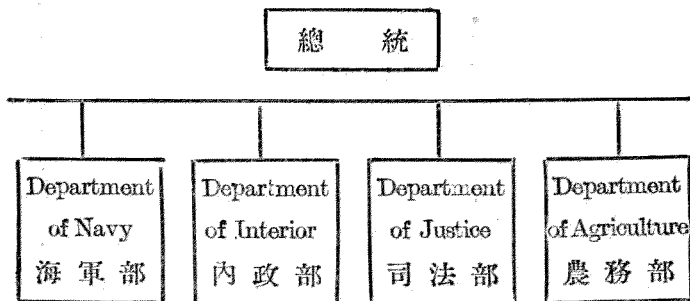 總統
Department
of Navy
海軍部
Department
of Interior
內政部
Department
of Justice
司法部
Department
of Agriculture
農務部